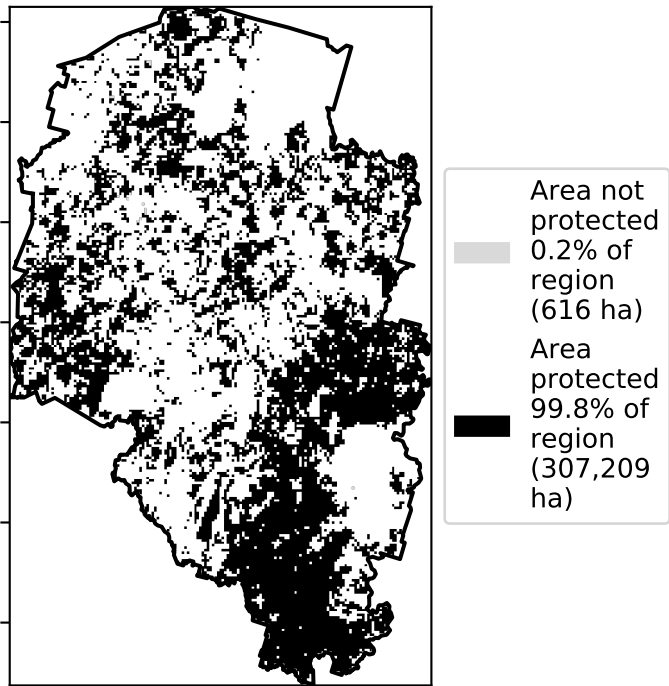 Area not
protected
0.2% of
region
(616 ha)
Area
protected
99.8% of
region
(307,209
ha)